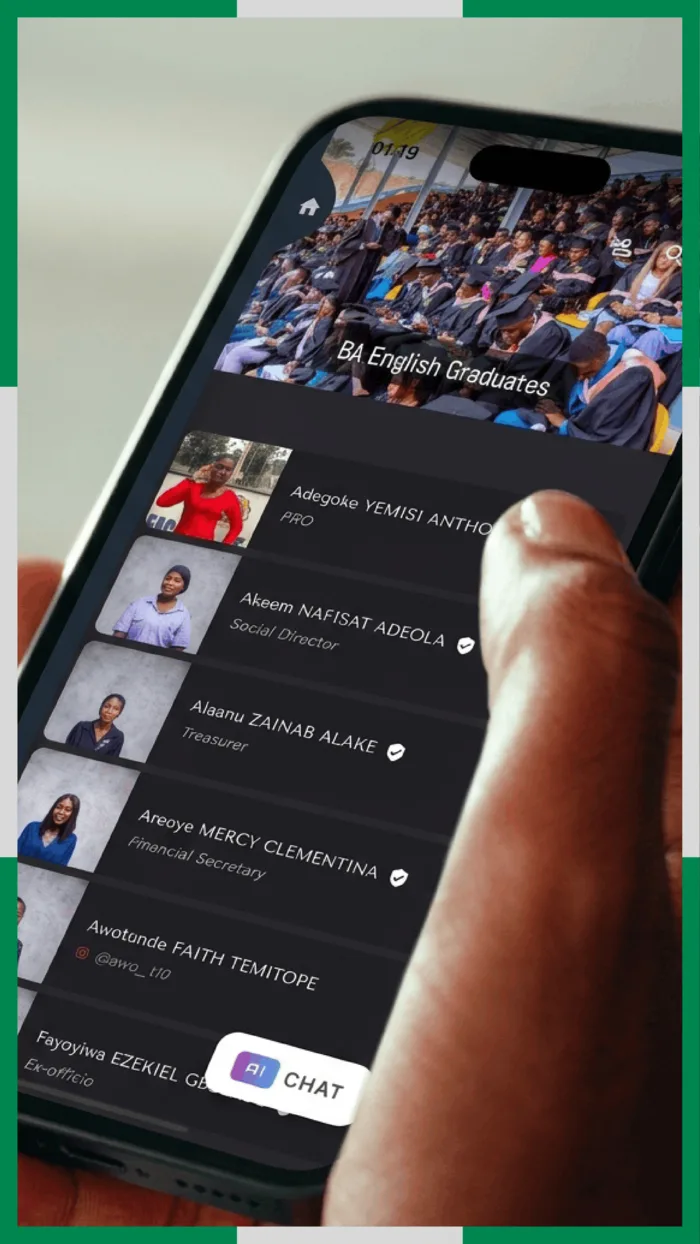 01:19
BA English Graduates
Adegoke YEMISI ANTHO
PRO
Akeem NAFISAT ADEOLA
Social Director
Alaanu ZAINAB ALAKE
Treasurer
Areoye MERCY CLEMENTINA
Financial Secretary
Awotunde FAITH TEMITOPE
@awo_t10
Fayoyiwa EZEKIEL
Ex-officio
AI CHAT